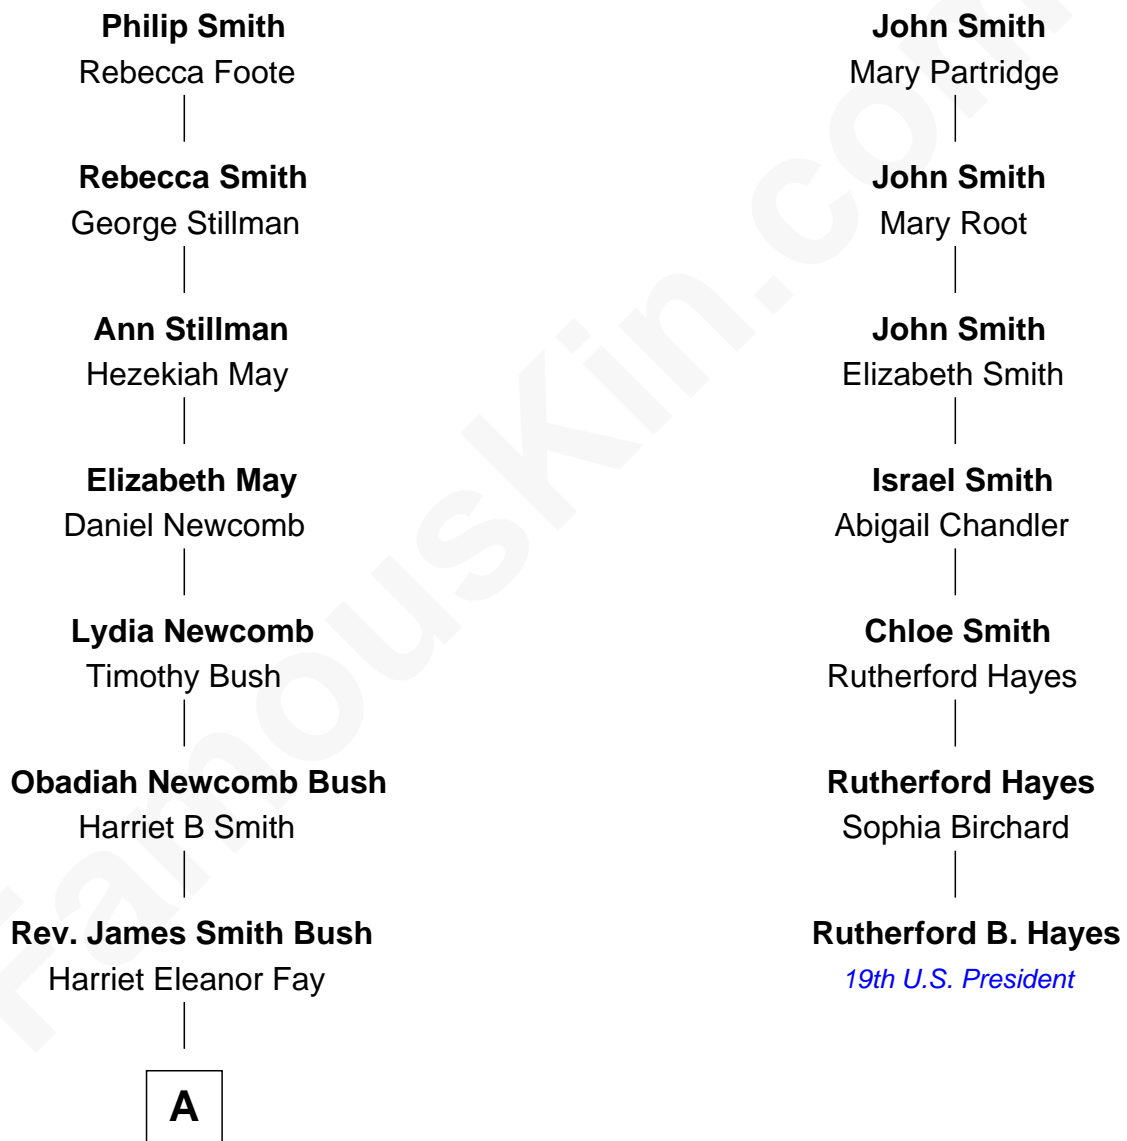 Philip Smith
Rebecca Foote
Rebecca Smith
George Stillman
Ann Stillman
Hezekiah May
Elizabeth May
Daniel Newcomb
Lydia Newcomb
Timothy Bush
Obadiah Newcomb Bush
Harriet B Smith
Rev. James Smith Bush
Harriet Eleanor Fay
A
John Smith
Mary Partridge
John Smith
Mary Root
John Smith
Elizabeth Smith
Israel Smith
Abigail Chandler
Chloe Smith
Rutherford Hayes
Rutherford Hayes
Sophia Birchard
Rutherford B. Hayes
19th U.S. President
FamousKin.com